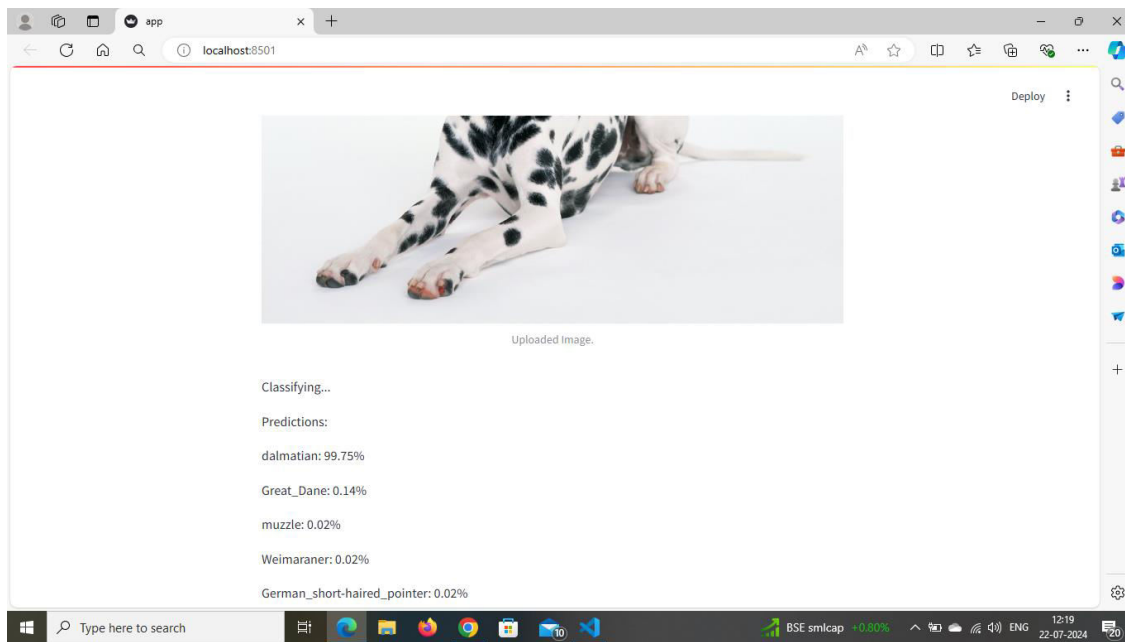 app
localhost:8501
Deploy
Uploaded Image.
Classifying...
Predictions:
dalmatian: 99.75%
Great_Dane: 0.14%
muzzle: 0.02%
Weimaraner: 0.02%
German_short-haired_pointer: 0.02%
Type here to search
10
BSE smlcap +0.80%
ENG
12:19
22-07-2024
20